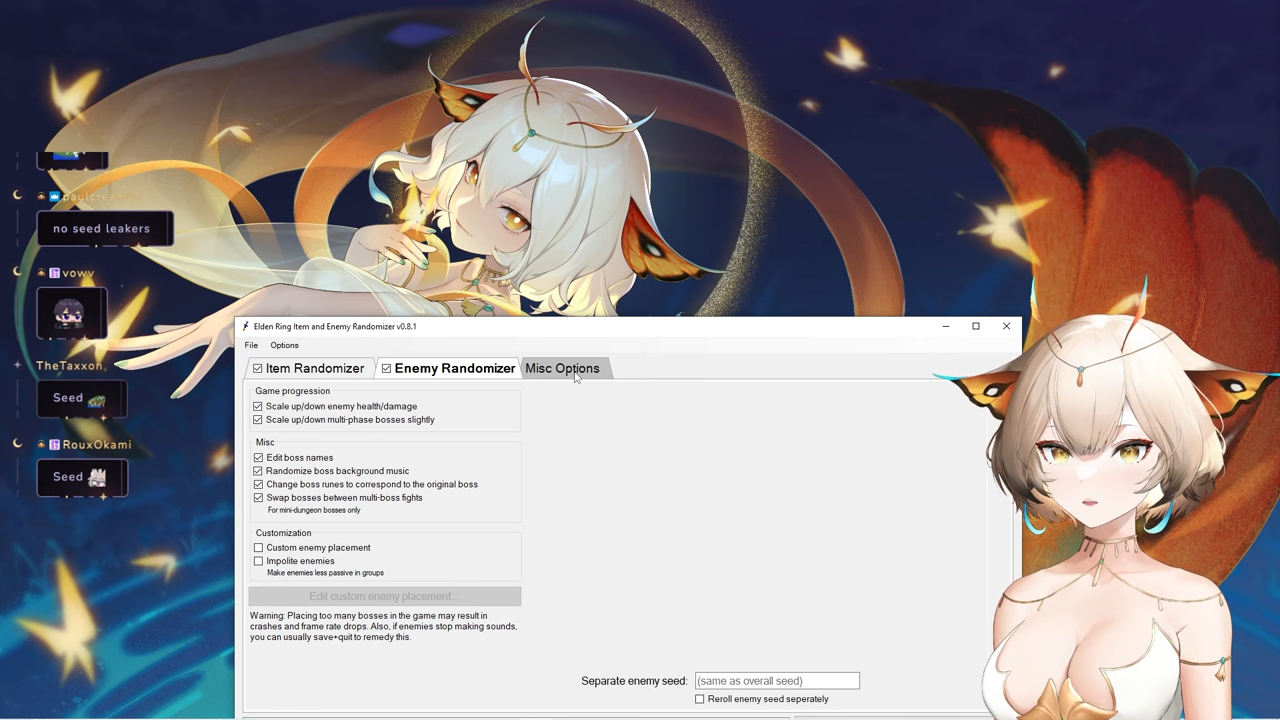 no seed leakers
vowv
TheTaxxon
Seed
RouxOkami
Seed
Elden Ring Item and Enemy Randomizer v0.8.1
File Options
Item Randomizer Enemy Randomizer Misc Options
Game progression
Scale up/down enemy health/damage
Scale up/down multi-phase bosses slightly
Misc
Edit boss names
Randomize boss background music
Change boss runes to correspond to the original boss
Swap bosses between multi-boss fights
For mini-dungeon bosses only
Customization
Custom enemy placement
Impolite enemies
Make enemies less passive in groups
Edit custom enemy placement...
Warning: Placing too many bosses in the game may result in
crashes and frame rate drops. Also, if enemies stop making sounds,
you can usually save+quit to remedy this.
Separate enemy seed: (same as overall seed)
Reroll enemy seed seperately